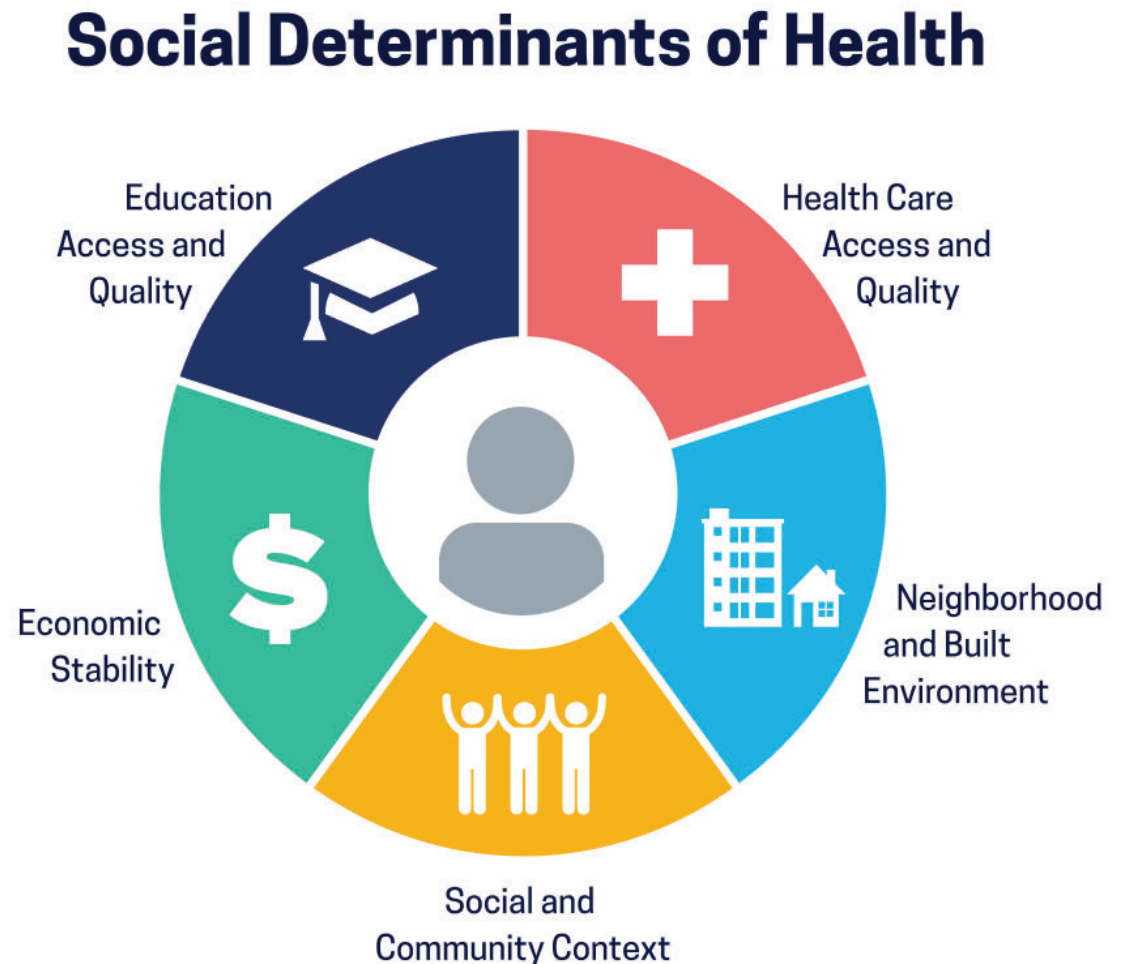 Social Determinants of Health
Education
Access and
Quality
Health Care
Access and
Quality
Economic
Stability
$
Neighborhood
and Built
Environment
Social and
Community Context